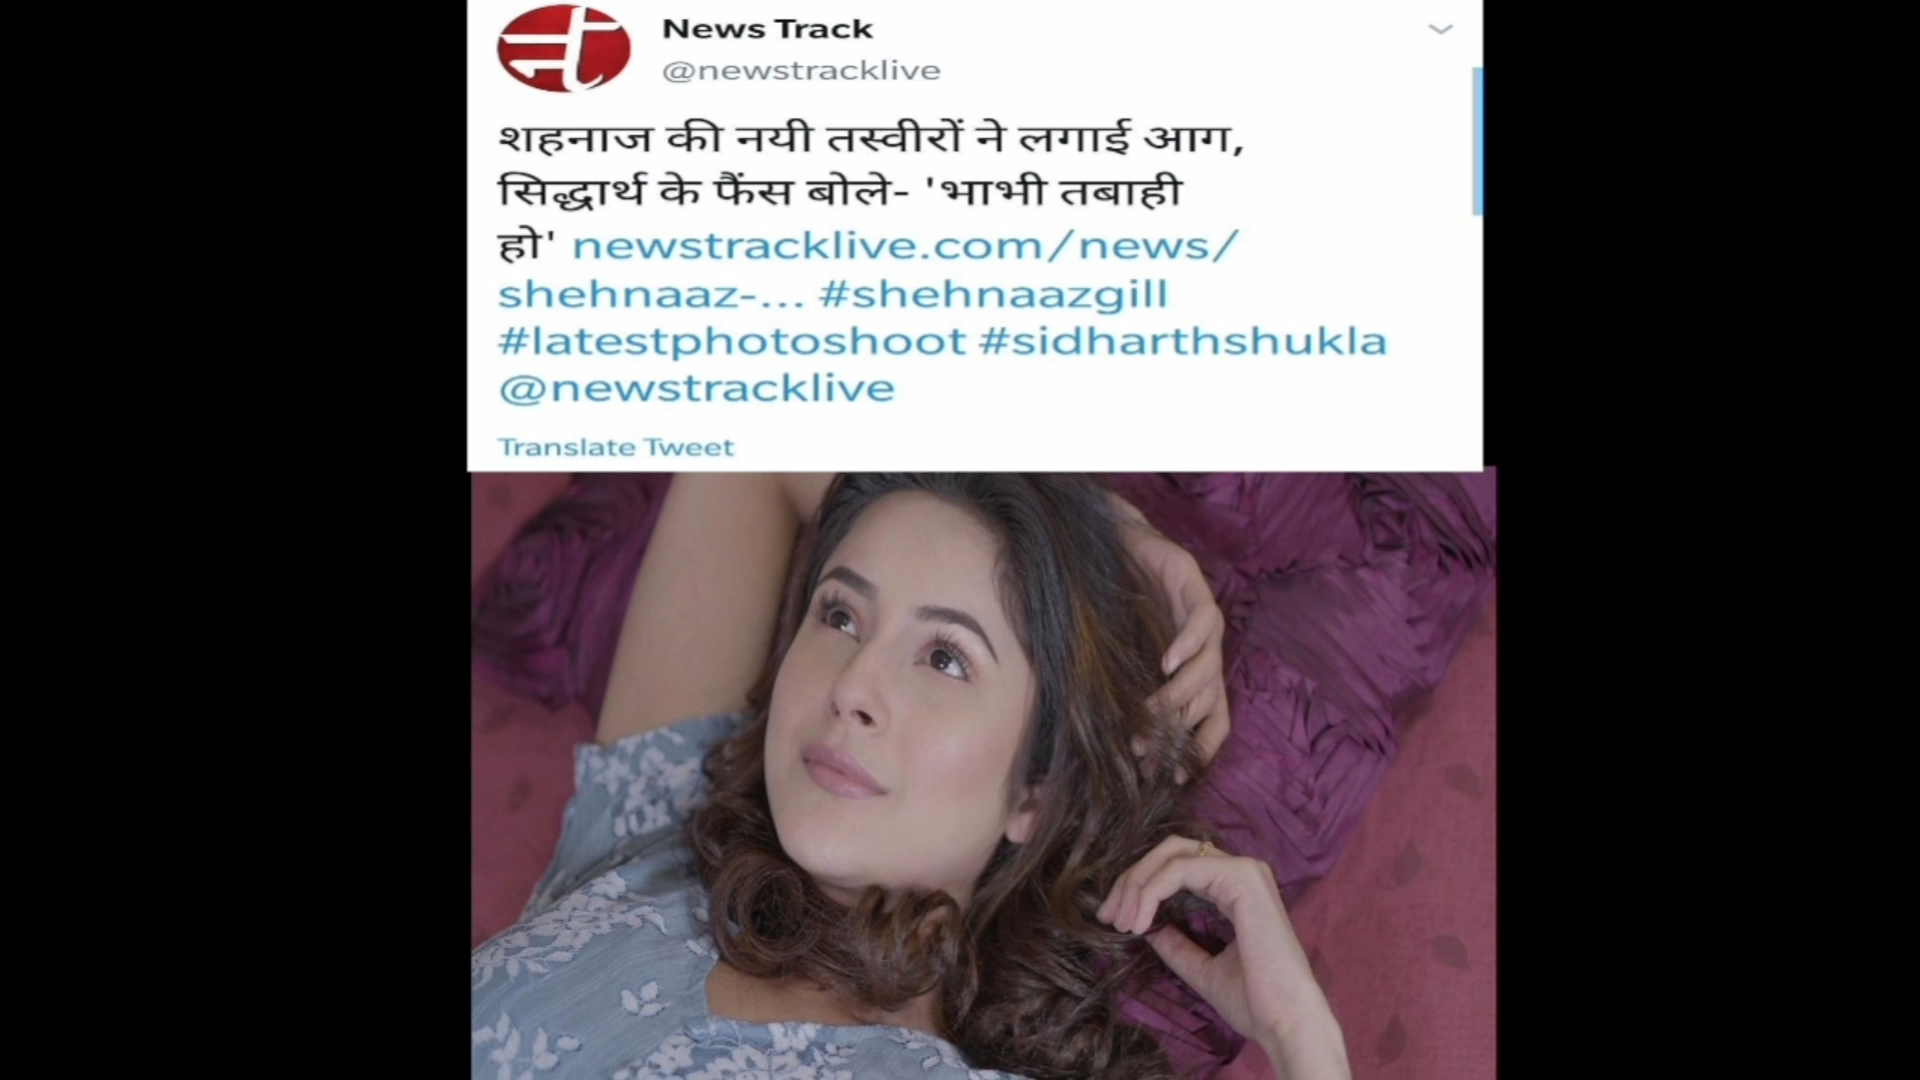 News Track
@newstracklive
शहनाज की नयी तस्वीरों ने लगाई आग,
सिद्धार्थ के फैंस बोले- 'भाभी तबाही
हो' newstracklive.com/news/
shehnaaz-... #shehnaazgill
#latestphotoshoot #sidharthshukla
@newstracklive
Translate Tweet